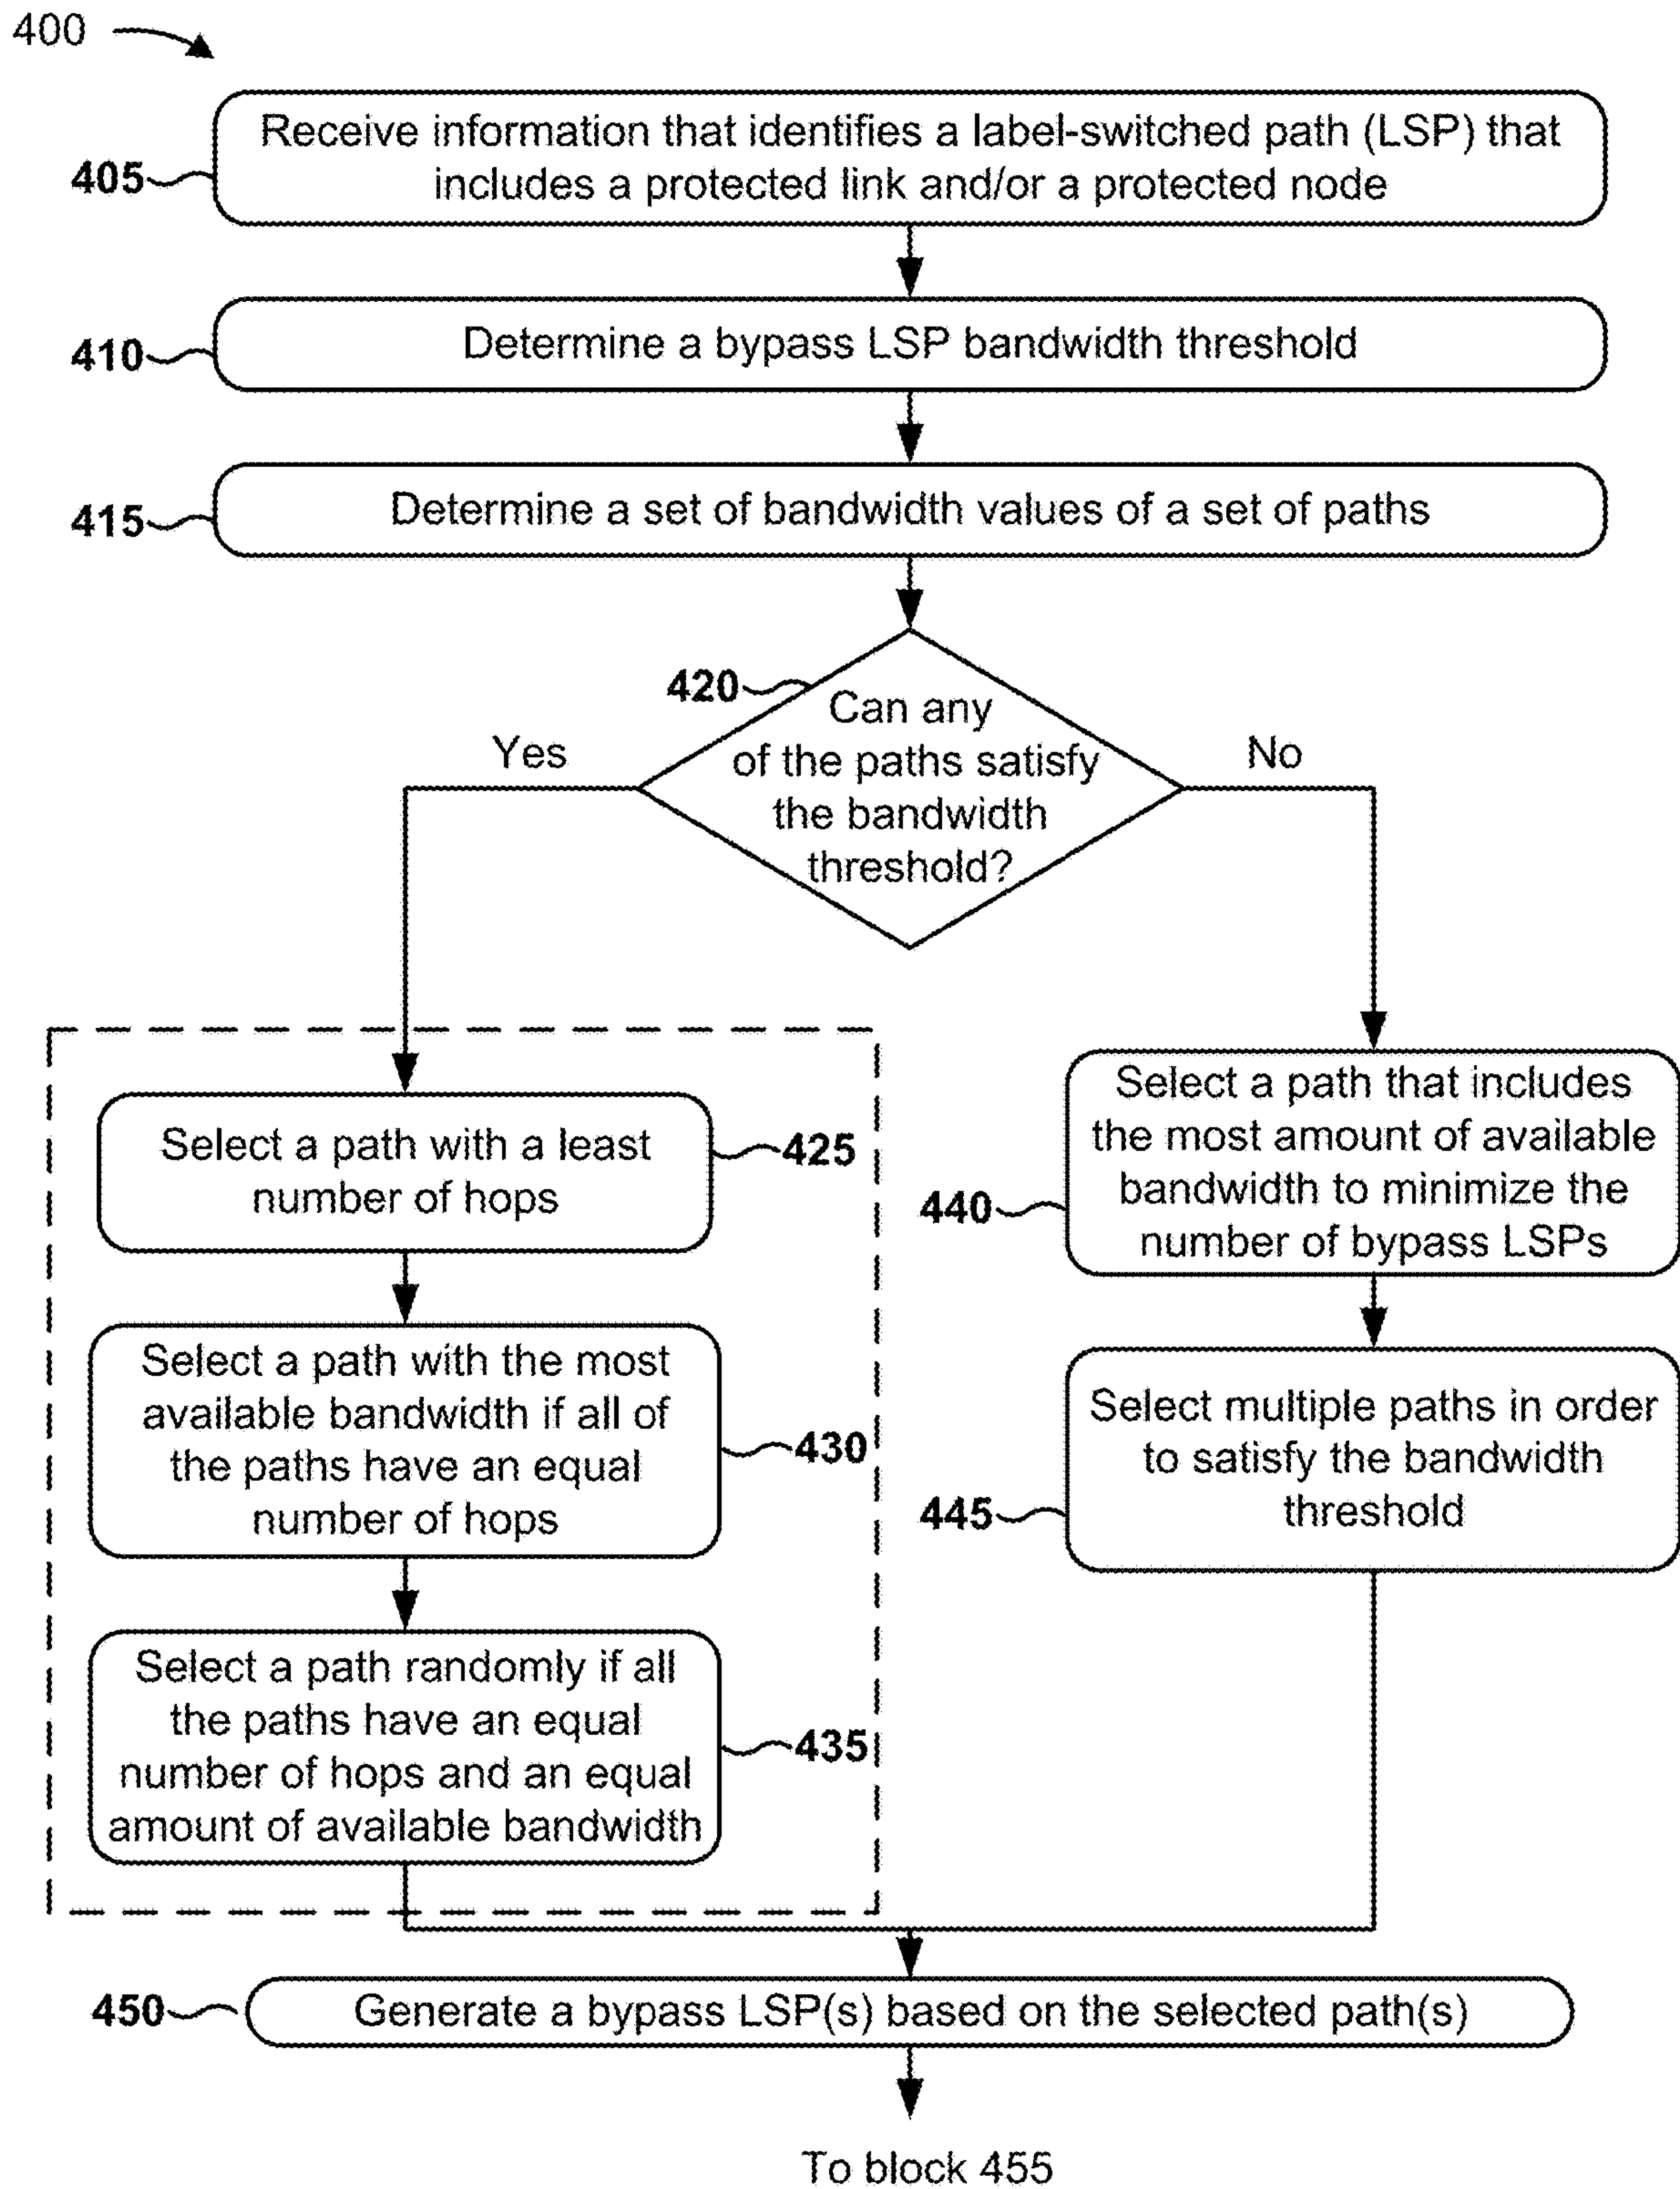 400
Receive information that identifies a label-switched path (LSP) that
includes a protected link and/or a protected node
405
Determine a bypass LSP bandwidth threshold
410
Determine a set of bandwidth values of a set of paths
415
420
Can any
of the paths satisfy
the bandwidth
threshold?
Yes
No
Select a path with a least
number of hops
425
Select a path with the most
available bandwidth if all of
the paths have an equal
number of hops
430
Select a path randomly if all
the paths have an equal
number of hops and an equal
amount of available bandwidth
435
Select a path that includes
the most amount of available
bandwidth to minimize the
number of bypass LSPs
440
Select multiple paths in order
to satisfy the bandwidth
threshold
445
450
Generate a bypass LSP(s) based on the selected path(s)
To block 455